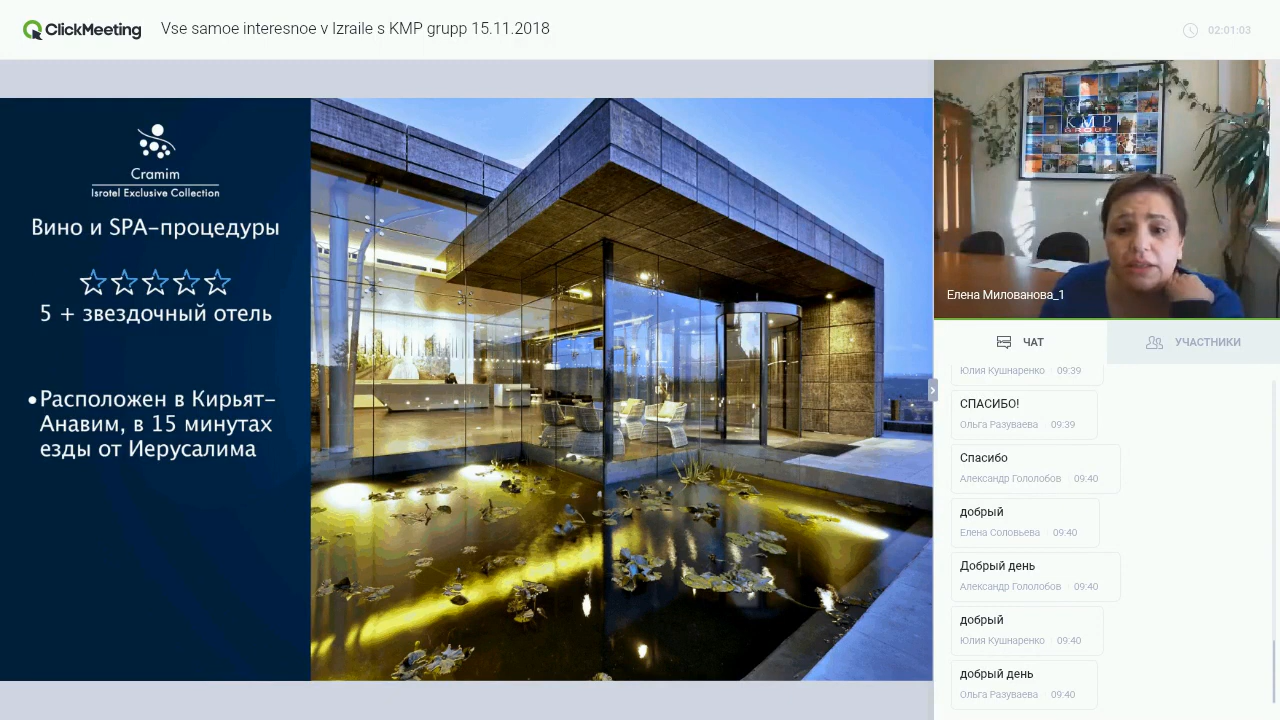 ClickMeeting
Vse samoe interesnoe v Izraile s KMP grupp 15.11.2018
02:01:03
Cramim
Isrotel Exclusive Collection
Вино и SPA-процедуры
5 + звездочный отель
•Расположен в Кирьят-
Анавим, в 15 минутах
езды от Иерусалима
KMP
GROUP
Елена Милованова_1
ЧАТ
УЧАСТНИКИ
Юлия Кушнаренко 09:39
СПАСИБО!
Ольга Разуваева 09:39
Спасибо
Александр Гололобов 09:40
добрый
Елена Соловьева 09:40
Добрый день
Александр Гололобов 09:40
добрый
Юлия Кушнаренко 09:40
добрый день
Ольга Разуваева 09:40